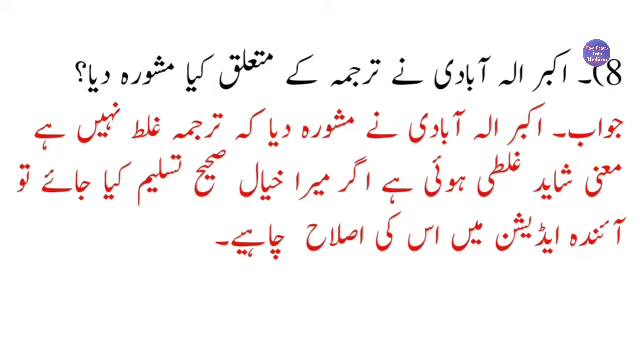 8)۔ اکبر الہ آبادی نے ترجمہ کے متعلق کیا مشورہ دیا؟
جواب۔ اکبر الہ آبادی نے مشورہ دیا کہ ترجمہ غلط نہیں ہے
معنی شاید غلطی ہوئی ہے اگر میرا خیال صحیح تسلیم کیا جائے تو
آئندہ ایڈیشن میں اس کی اصلاح چاہیے۔